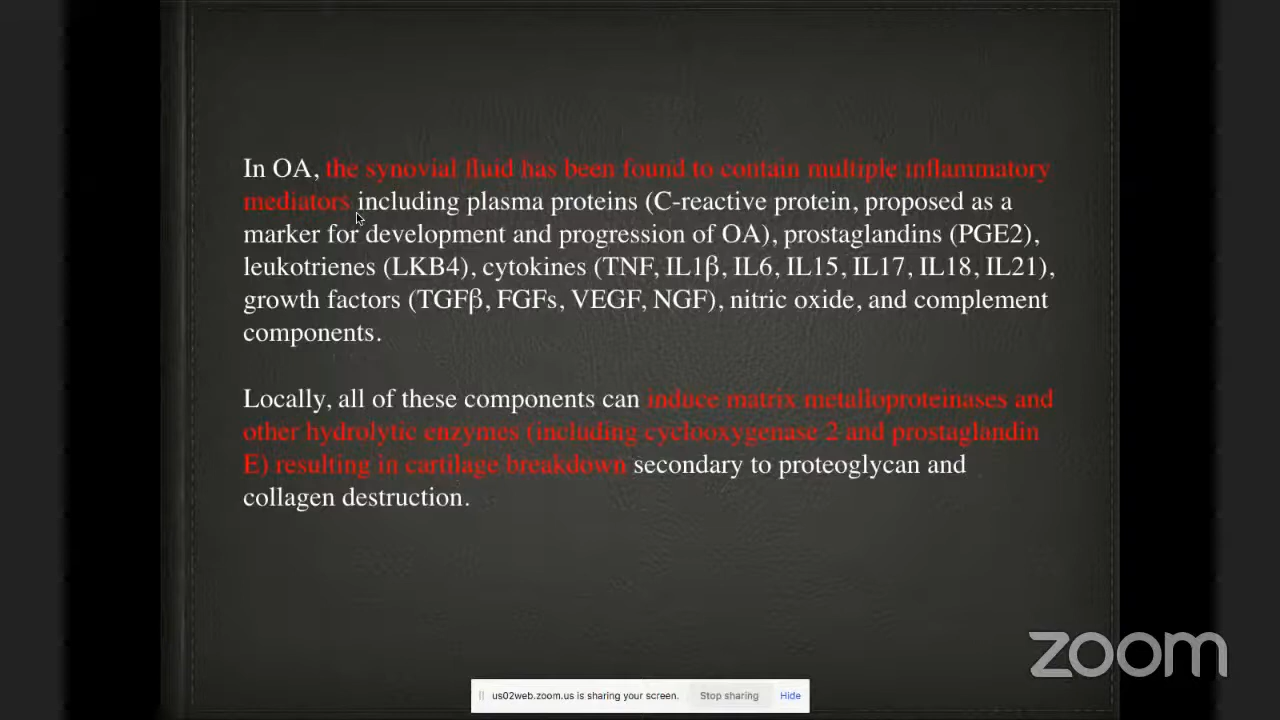 In OA, the synovial fluid has been found to contain multiple inflammatory
mediators including plasma proteins (C-reactive protein, proposed as a
marker for development and progression of OA), prostaglandins (PGE2),
leukotrienes (LKB4), cytokines (TNF, IL1β, IL6, IL15, IL17, IL18, IL21),
growth factors (TGFβ, FGFs, VEGF, NGF), nitric oxide, and complement
components.
Locally, all of these components can induce matrix metalloproteinases and
other hydrolytic enzymes (including cyclooxygenase 2 and prostaglandin
E) resulting in cartilage breakdown secondary to proteoglycan and
collagen destruction.
zoom
us02web.zoom.us is sharing your screen. Stop sharing Hide